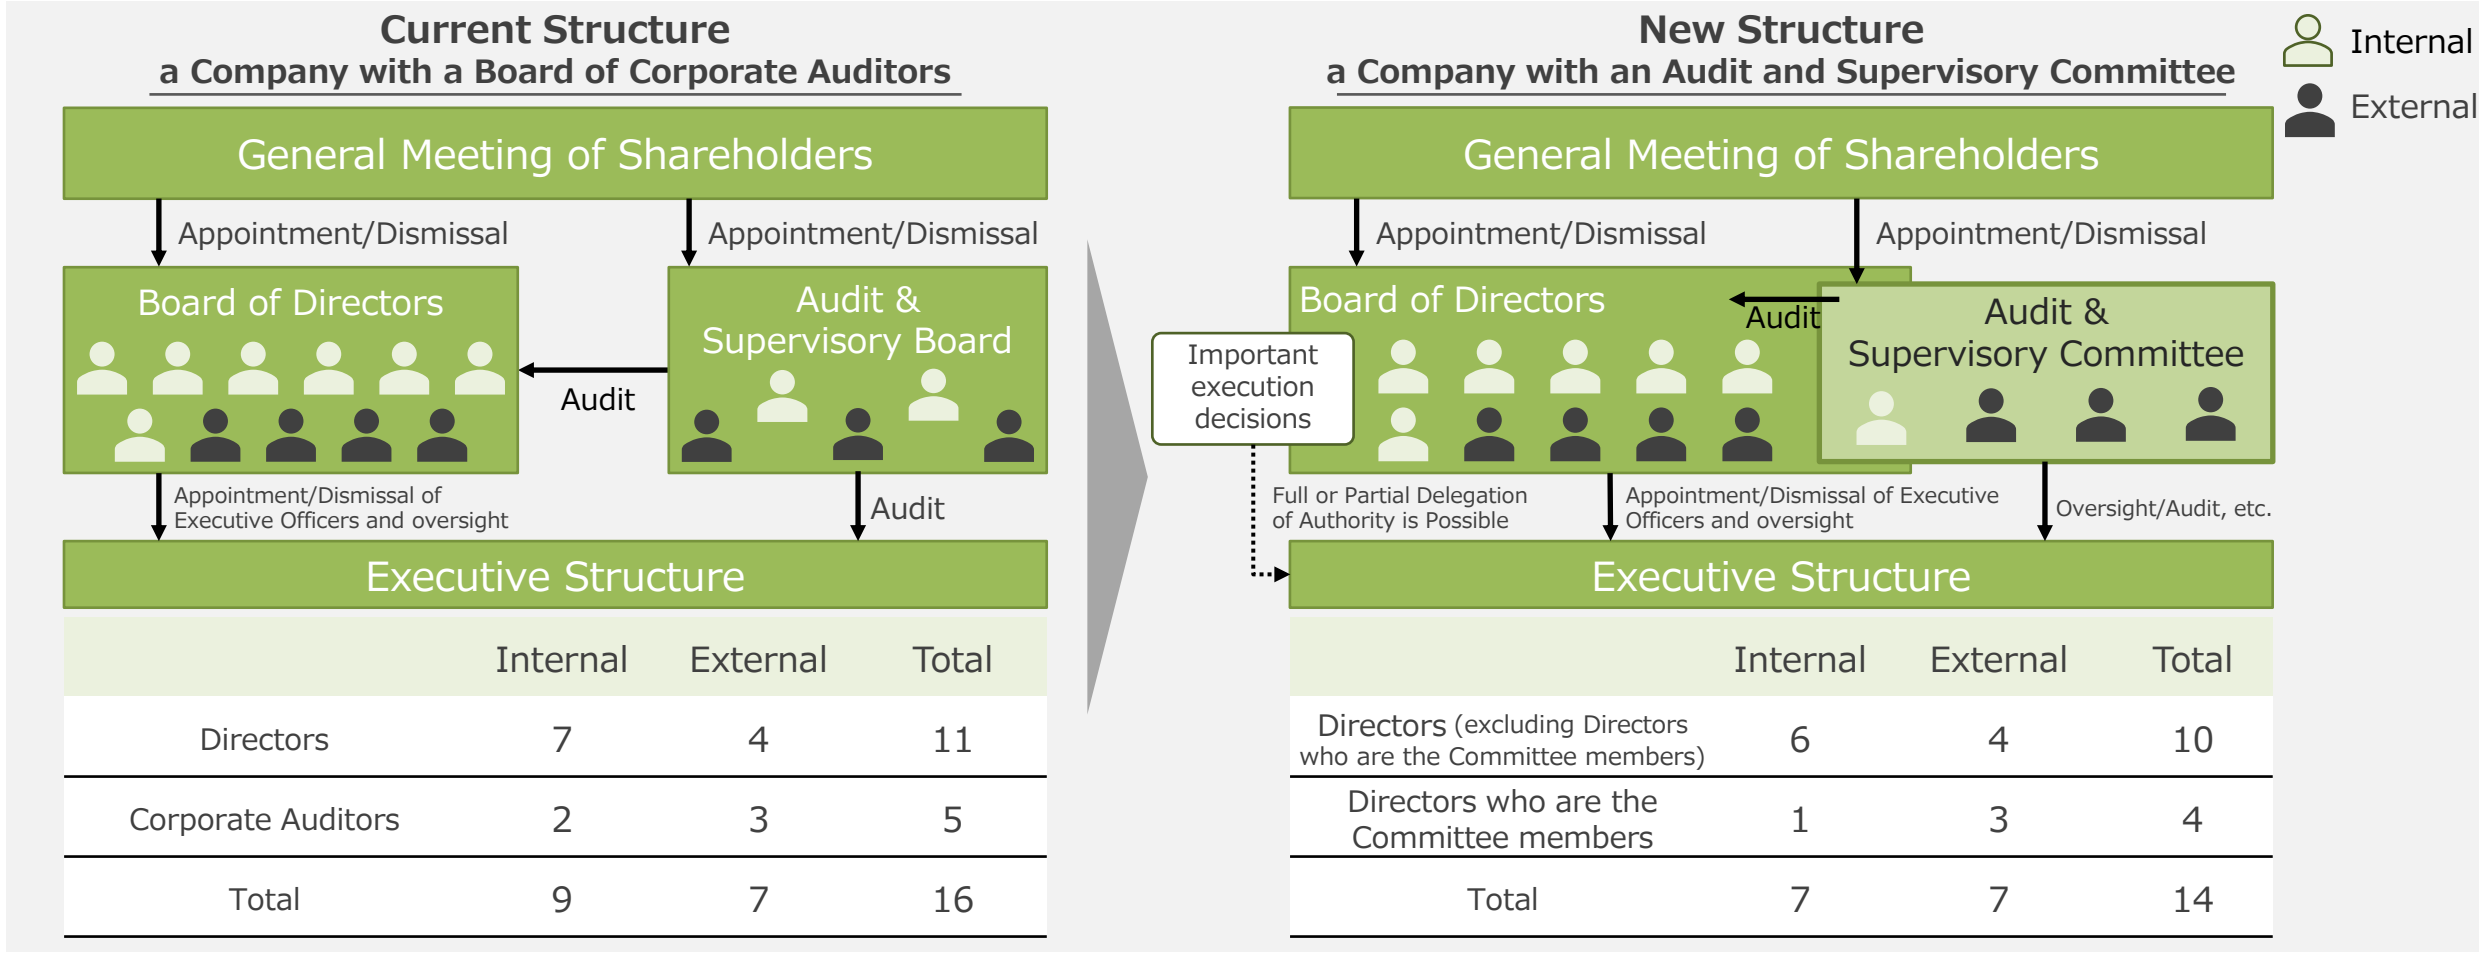 Current Structure
a Company with a Board of Corporate Auditors
General Meeting of Shareholders
Appointment/Dismissal
Appointment/Dismissal
Board of Directors
Audit &
Supervisory Board
Audit
Appointment/Dismissal of
Executive Officers and oversight
Audit
Executive Structure
Internal External Total
Directors 7 4 11
Corporate Auditors 2 3 5
Total 9 7 16
New Structure
a Company with an Audit and Supervisory Committee
Internal
External
General Meeting of Shareholders
Appointment/Dismissal
Appointment/Dismissal
Board of Directors
Audit
Audit &
Supervisory Committee
Important
execution
decisions
Full or Partial Delegation
of Authority is Possible
Appointment/Dismissal of Executive
Officers and oversight
Oversight/Audit, etc.
Executive Structure
Internal External Total
Directors (excluding Directors
who are the Committee members) 6 4 10
Directors who are the
Committee members 1 3 4
Total 7 7 14